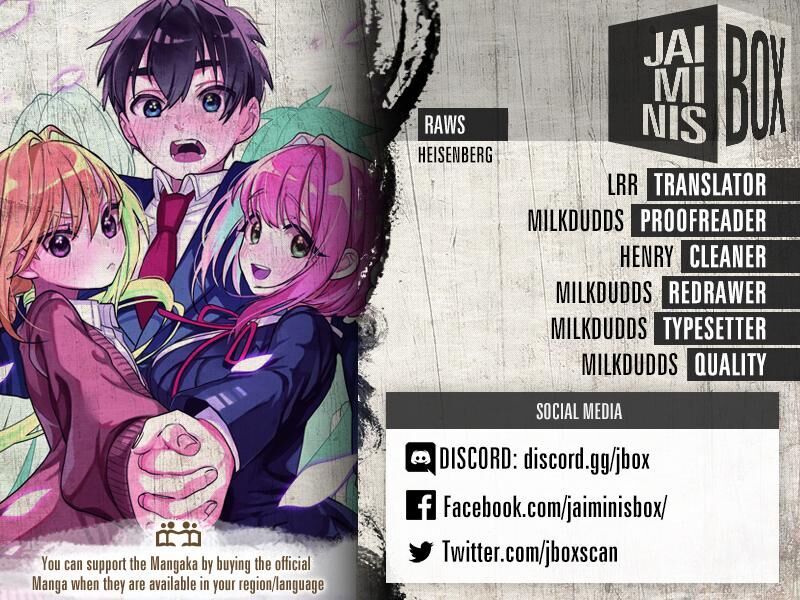 JAI
MI
NIS
BOX
RAWS
HEISENBERG
LRR TRANSLATOR
MILKDUDDS PROOFREADER
HENRY CLEANER
MILKDUDDS REDRAWER
MILKDUDDS TYPESETTER
MILKDUDDS QUALITY
SOCIAL MEDIA
DISCORD: discord.gg/jbox
Facebook.com/jaiminisbox/
Twitter.com/jboxscan
You can support the Mangaka by buying the official
Manga when they are available in your region/language